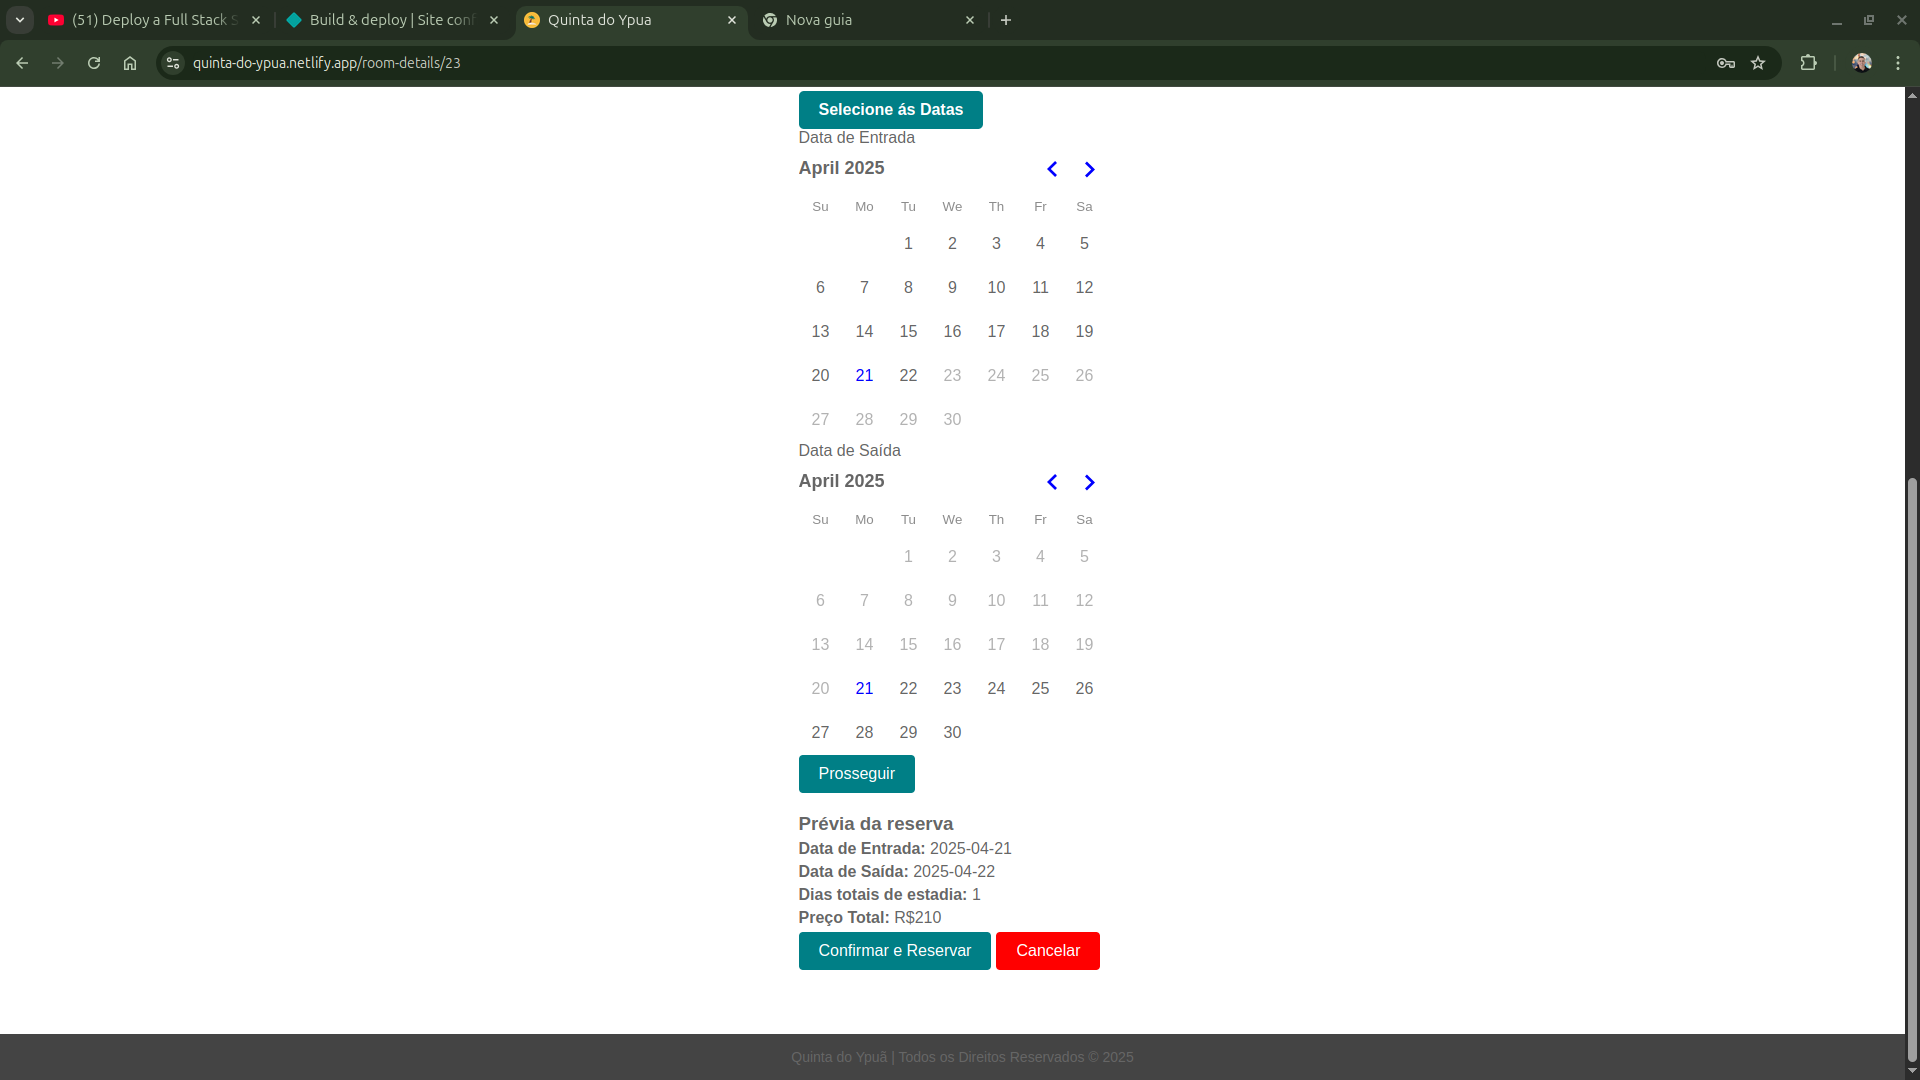 (51) Deploy a Full Stack S
Build & deploy | Site conf
Quinta do Ypua
Nova guia
quinta-do-ypua.netlify.app/room-details/23
Selecione ás Datas
Data de Entrada
April 2025
Su Mo Tu We Th Fr Sa
1 2 3 4 5
6 7 8 9 10 11 12
13 14 15 16 17 18 19
20 21 22 23 24 25 26
27 28 29 30
Data de Saída
April 2025
Su Mo Tu We Th Fr Sa
1 2 3 4 5
6 7 8 9 10 11 12
13 14 15 16 17 18 19
20 21 22 23 24 25 26
27 28 29 30
Prosseguir
Prévia da reserva
Data de Entrada: 2025-04-21
Data de Saída: 2025-04-22
Dias totais de estadia: 1
Preço Total: R$210
Confirmar e Reservar Cancelar
Quinta do Ypuã | Todos os Direitos Reservados © 2025